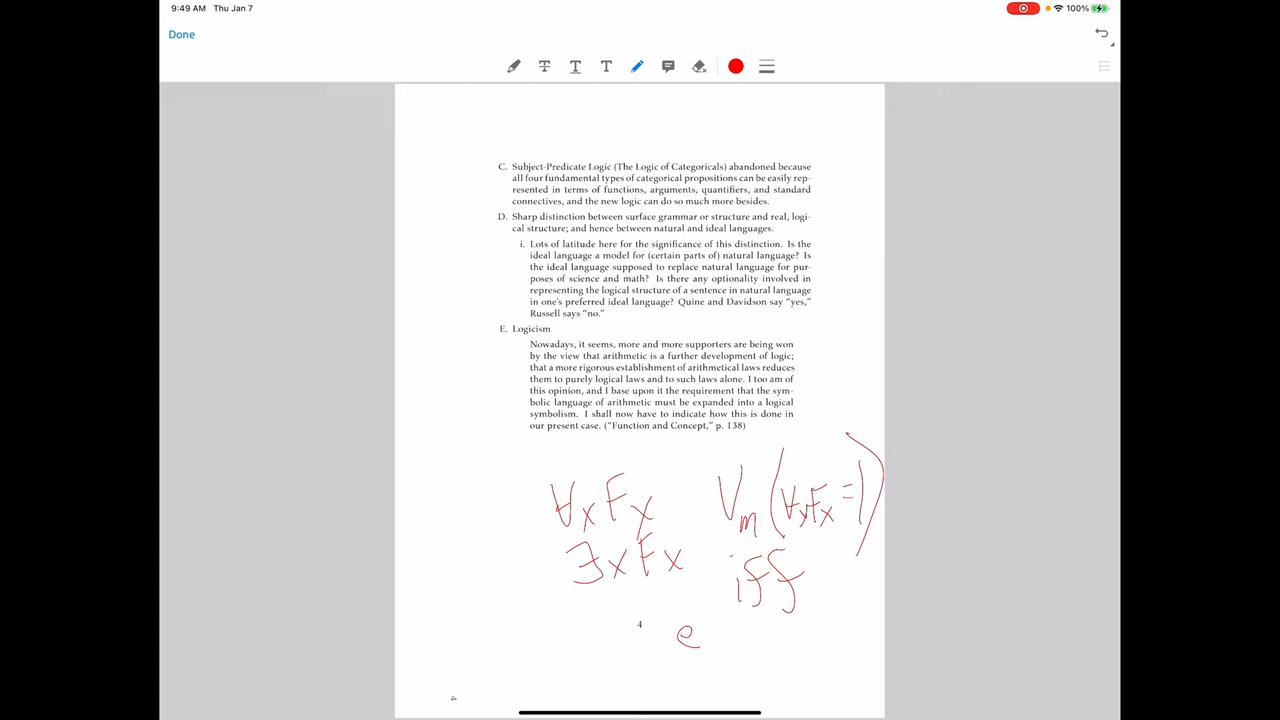 9:49 AM Thu Jan 7
100%
Done
C. Subject-Predicate Logic (The Logic of Categoricals) abandoned because
all four fundamental types of categorical propositions can be easily rep-
resented in terms of functions, arguments, quantifiers, and standard
connectives, and the new logic can do so much more besides.
D. Sharp distinction between surface grammar or structure and real, logi-
cal structure; and hence between natural and ideal languages.
i. Lots of latitude here for the significance of this distinction. Is the
ideal language a model for (certain parts of) natural language? Is
the ideal language supposed to replace natural language for pur-
poses of science and math? Is there any optionality involved in
representing the logical structure of a sentence in natural language
in one's preferred ideal language? Quine and Davidson say "yes,"
Russell says "no."
E. Logicism
Nowadays, it seems, more and more supporters are being won
by the view that arithmetic is a further development of logic;
that a more rigorous establishment of arithmetical laws reduces
them to purely logical laws and to such laws alone. I too am of
this opinion, and I base upon it the requirement that the sym-
bolic language of arithmetic must be expanded into a logical
symbolism. I shall now have to indicate how this is done in
our present case. ("Function and Concept," p. 138)
∀xFx V_m(∀xFx=1)
∃xFx iff
4
e
4